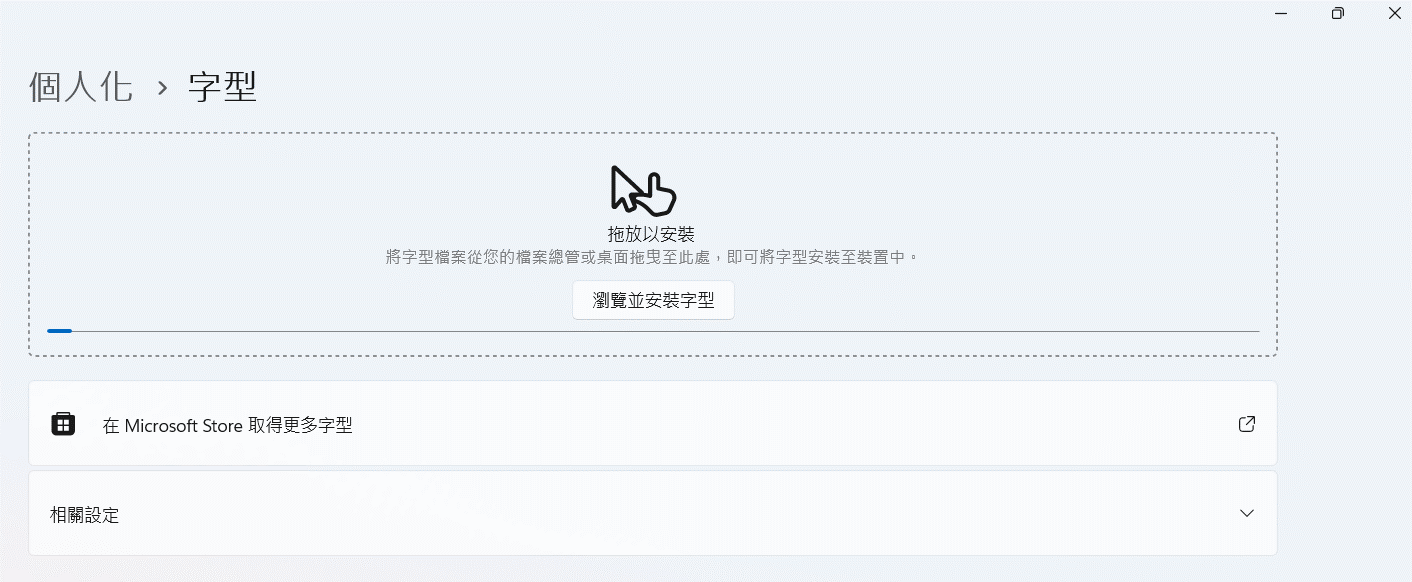 個人化 › 字型
拖放以安裝
將字型檔案從您的檔案總管或桌面拖曳至此處，即可將字型安裝至裝置中。
瀏覽並安裝字型
在 Microsoft Store 取得更多字型
相關設定